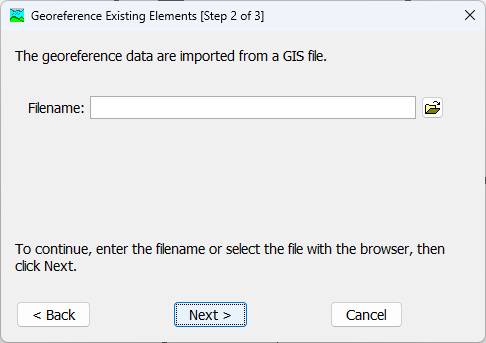 Georeference Existing Elements [Step 2 of 3]
The georeference data are imported from a GIS file.
Filename:
To continue, enter the filename or select the file with the browser, then
click Next.
< Back
Next >
Cancel